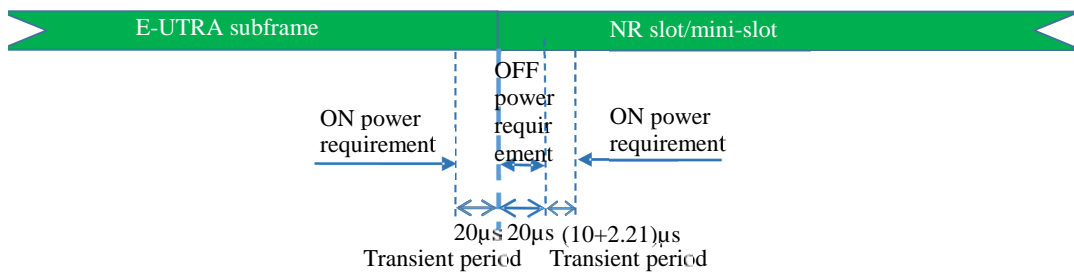 E-UTRA subframe
NR slot/mini-slot
OFF
power
requir
ement
ON power
requirement
ON power
requirement
20μs
20μs
(10+2.21)μs
Transient period
Transient period